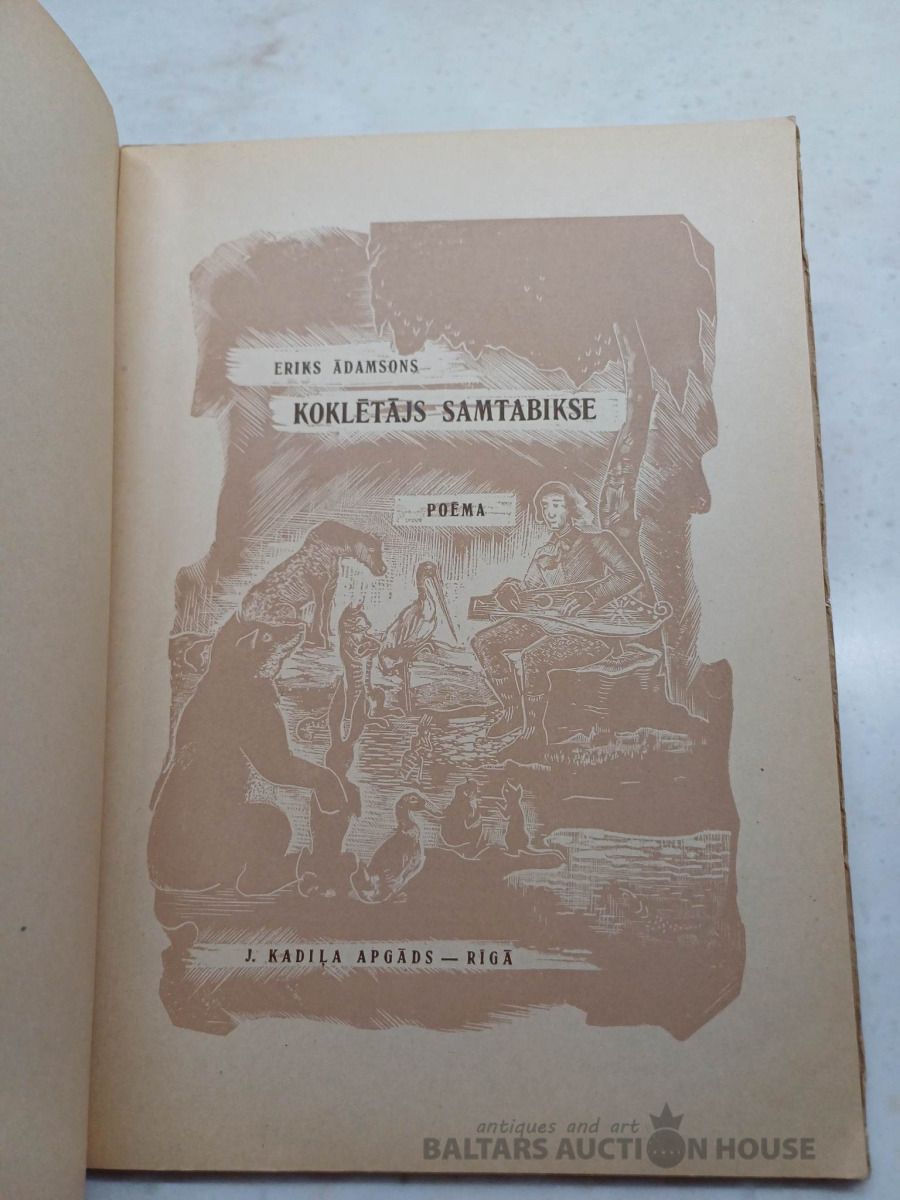 ERIKS ĀDAMSONS
KOKLĒTĀJS SAMTABIKSE
POĒMA
J. KADIĻA APGĀDS — RĪGĀ
antiques and art
BALTARS AUCTION HOUSE